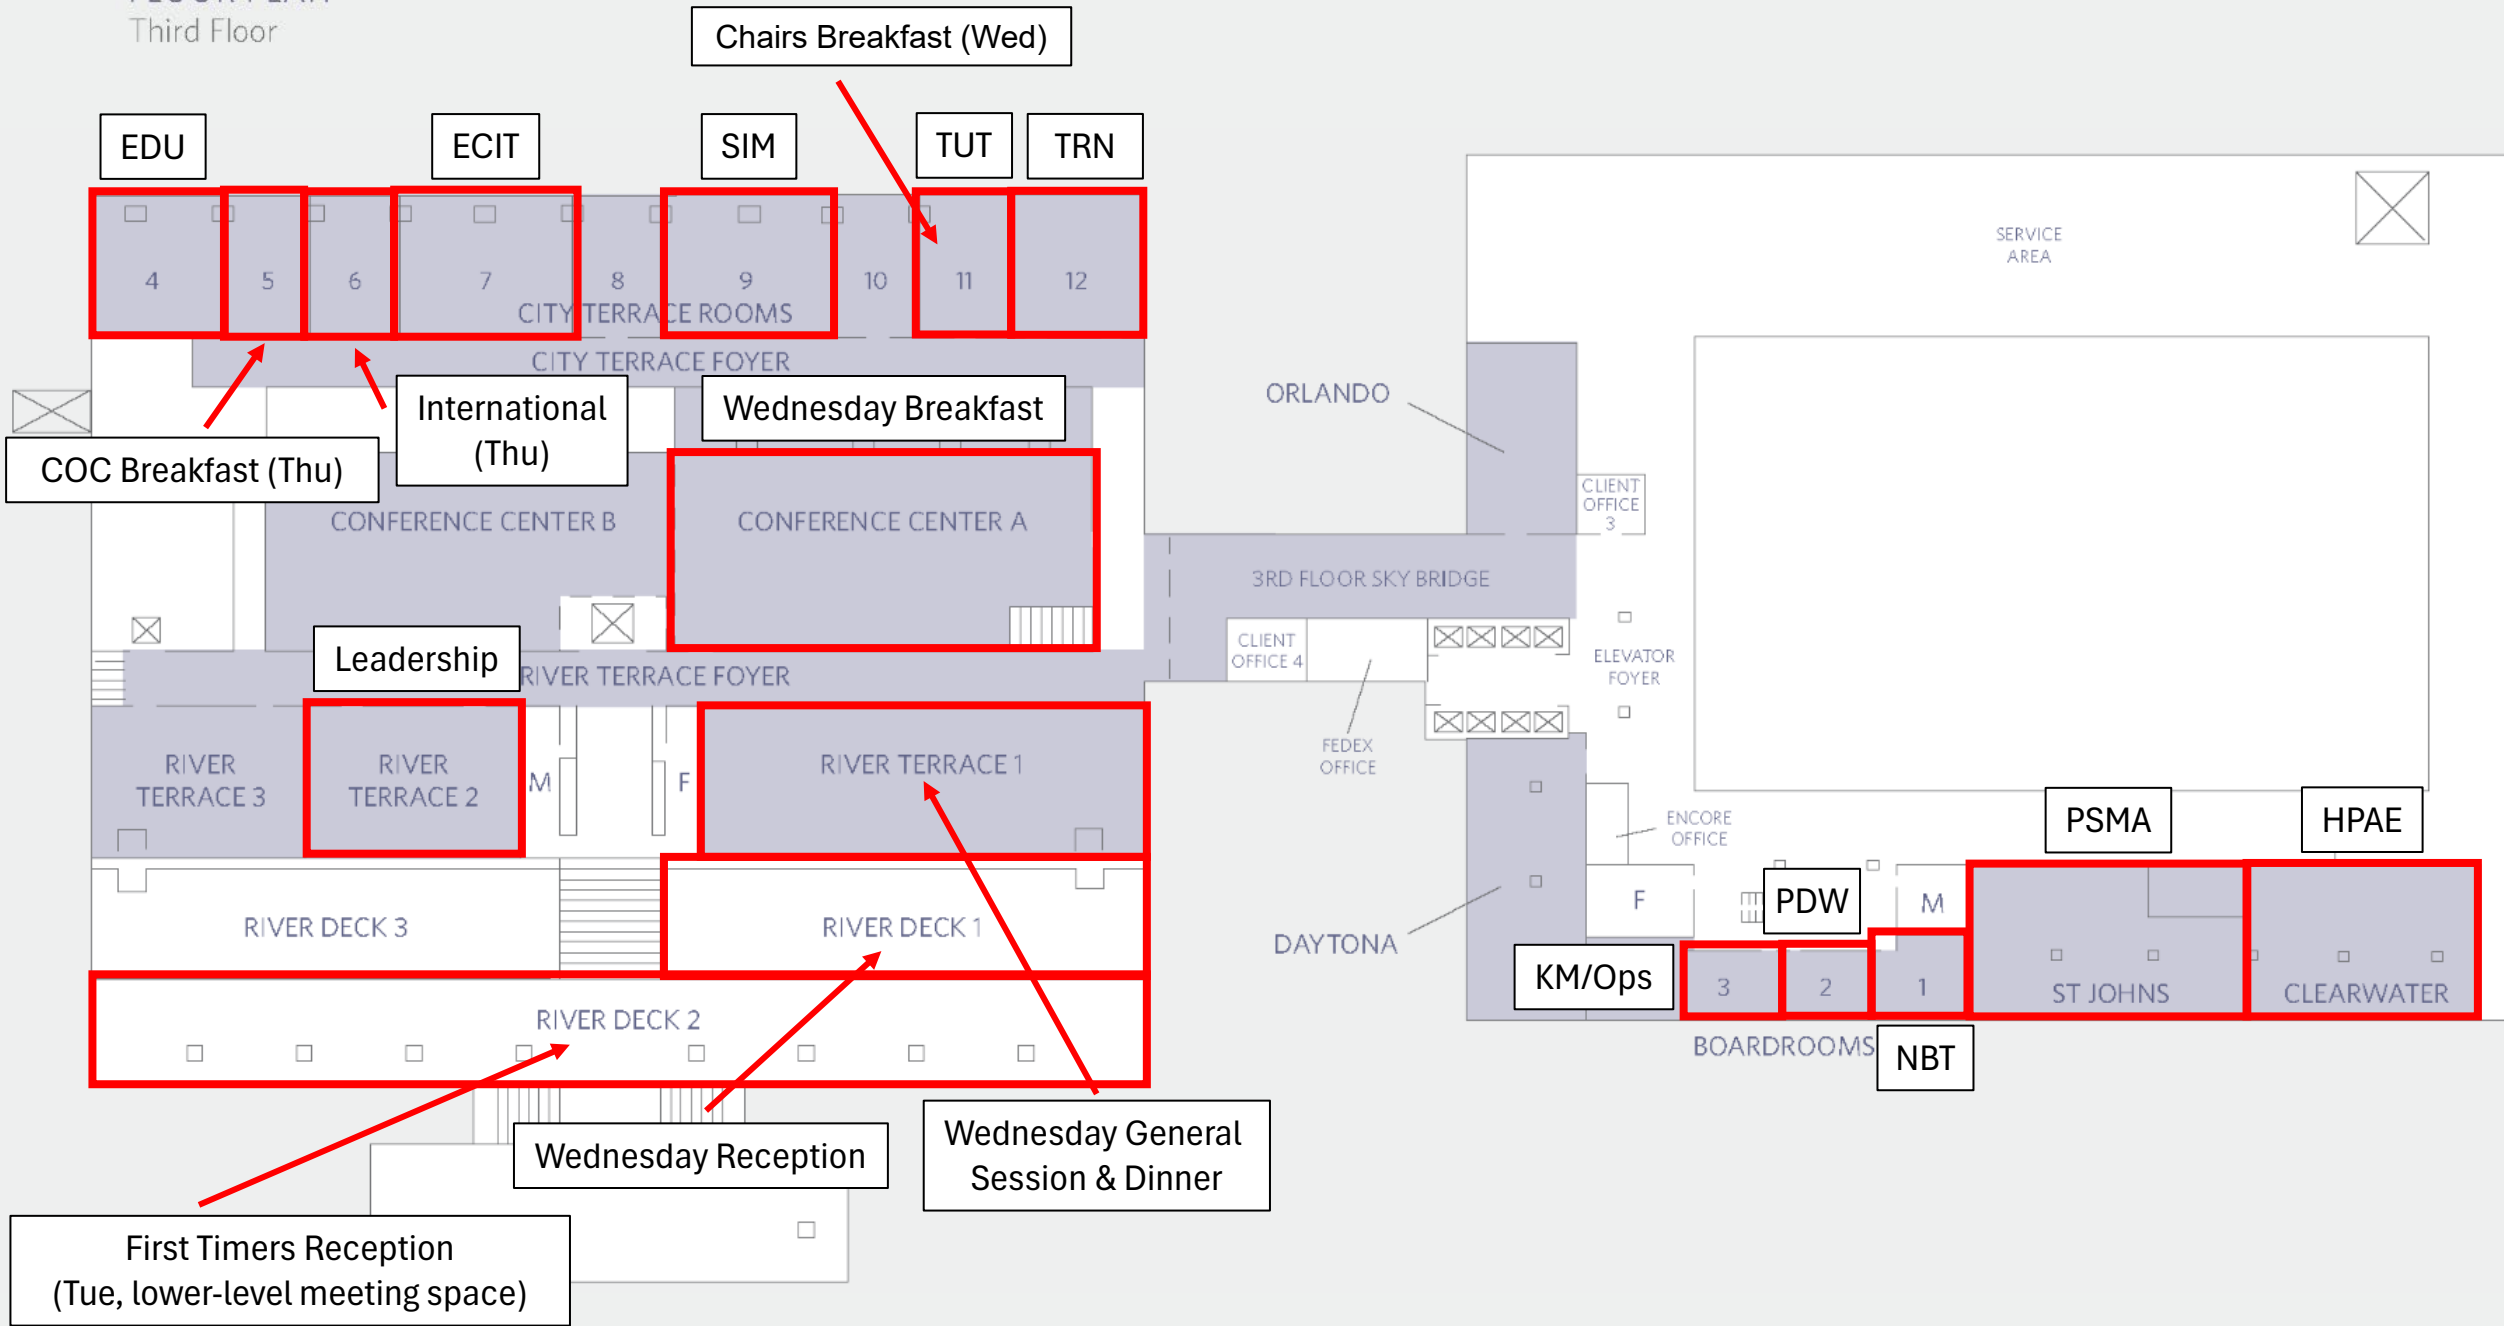 Third Floor
Chairs Breakfast (Wed)
EDU
ECIT
SIM
TUT
TRN
4
5
6
7
8
9
10
11
12
CITY TERRACE ROOMS
CITY TERRACE FOYER
SERVICE
AREA
COC Breakfast (Thu)
International
(Thu)
Wednesday Breakfast
ORLANDO
CLIENT
OFFICE
3
CONFERENCE CENTER B
CONFERENCE CENTER A
3RD FLOOR SKY BRIDGE
CLIENT
OFFICE 4
ELEVATOR
FOYER
Leadership
RIVER TERRACE FOYER
RIVER
TERRACE 3
RIVER
TERRACE 2
M
F
RIVER TERRACE 1
FEDEX
OFFICE
ENCORE
OFFICE
PSMA
HPAE
RIVER DECK 3
RIVER DECK 1
DAYTONA
F
PDW
M
KM/Ops
3
2
1
ST JOHNS
CLEARWATER
RIVER DECK 2
BOARDROOMS
NBT
Wednesday Reception
Wednesday General
Session & Dinner
First Timers Reception
(Tue, lower-level meeting space)